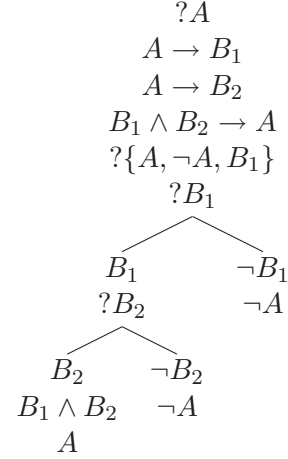 ?A
A → B₁
A → B₂
B₁ ∧ B₂ → A
?{A, ¬A, B₁}
?B₁
B₁ ¬B₁
?B₂ ¬A
B₂ ¬B₂
B₁ ∧ B₂ ¬A
A